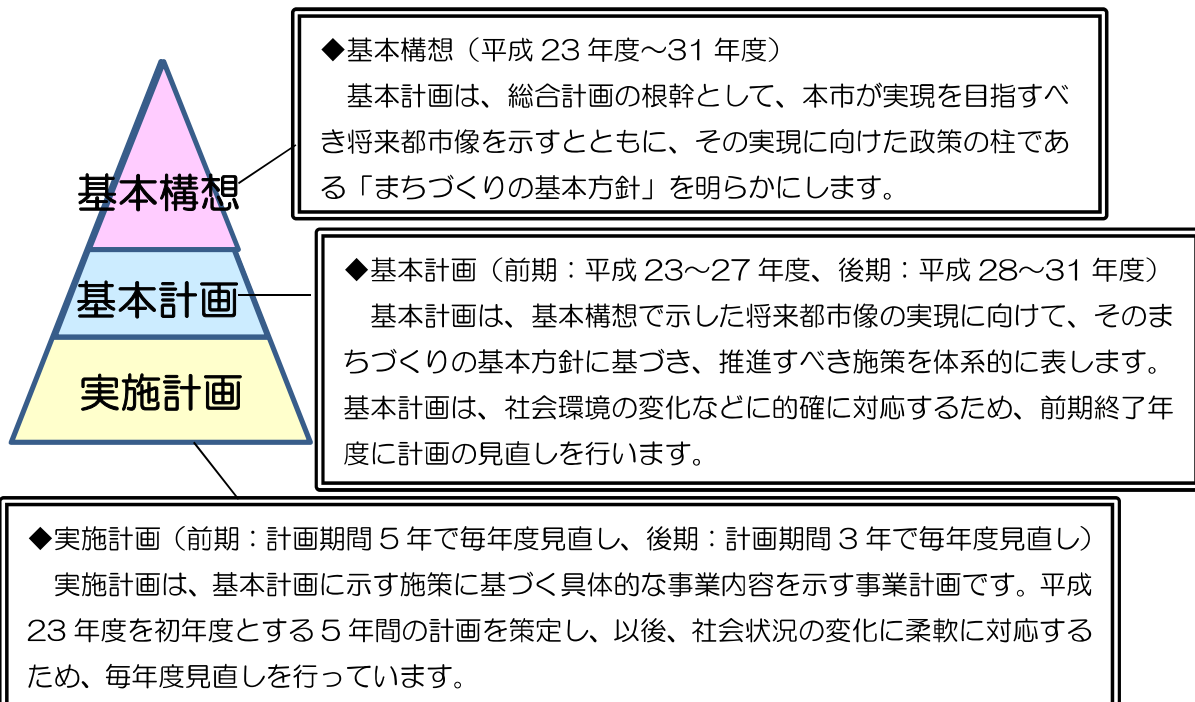 ◆基本構想（平成 23 年度～31 年度）
基本計画は、総合計画の根幹として、本市が実現を目指すべ
き将来都市像を示すとともに、その実現に向けた政策の柱であ
る「まちづくりの基本方針」を明らかにします。
基本構想
◆基本計画（前期：平成 23～27 年度、後期：平成 28～31 年度）
基本計画は、基本構想で示した将来都市像の実現に向けて、そのま
ちづくりの基本方針に基づき、推進すべき施策を体系的に表します。
基本計画は、社会環境の変化などに的確に対応するため、前期終了年
度に計画の見直しを行います。
基本計画
実施計画
◆実施計画（前期：計画期間 5 年で毎年度見直し、後期：計画期間 3 年で毎年度見直し）
実施計画は、基本計画に示す施策に基づく具体的な事業内容を示す事業計画です。平成
23 年度を初年度とする 5 年間の計画を策定し、以後、社会状況の変化に柔軟に対応する
ため、毎年度見直しを行っています。